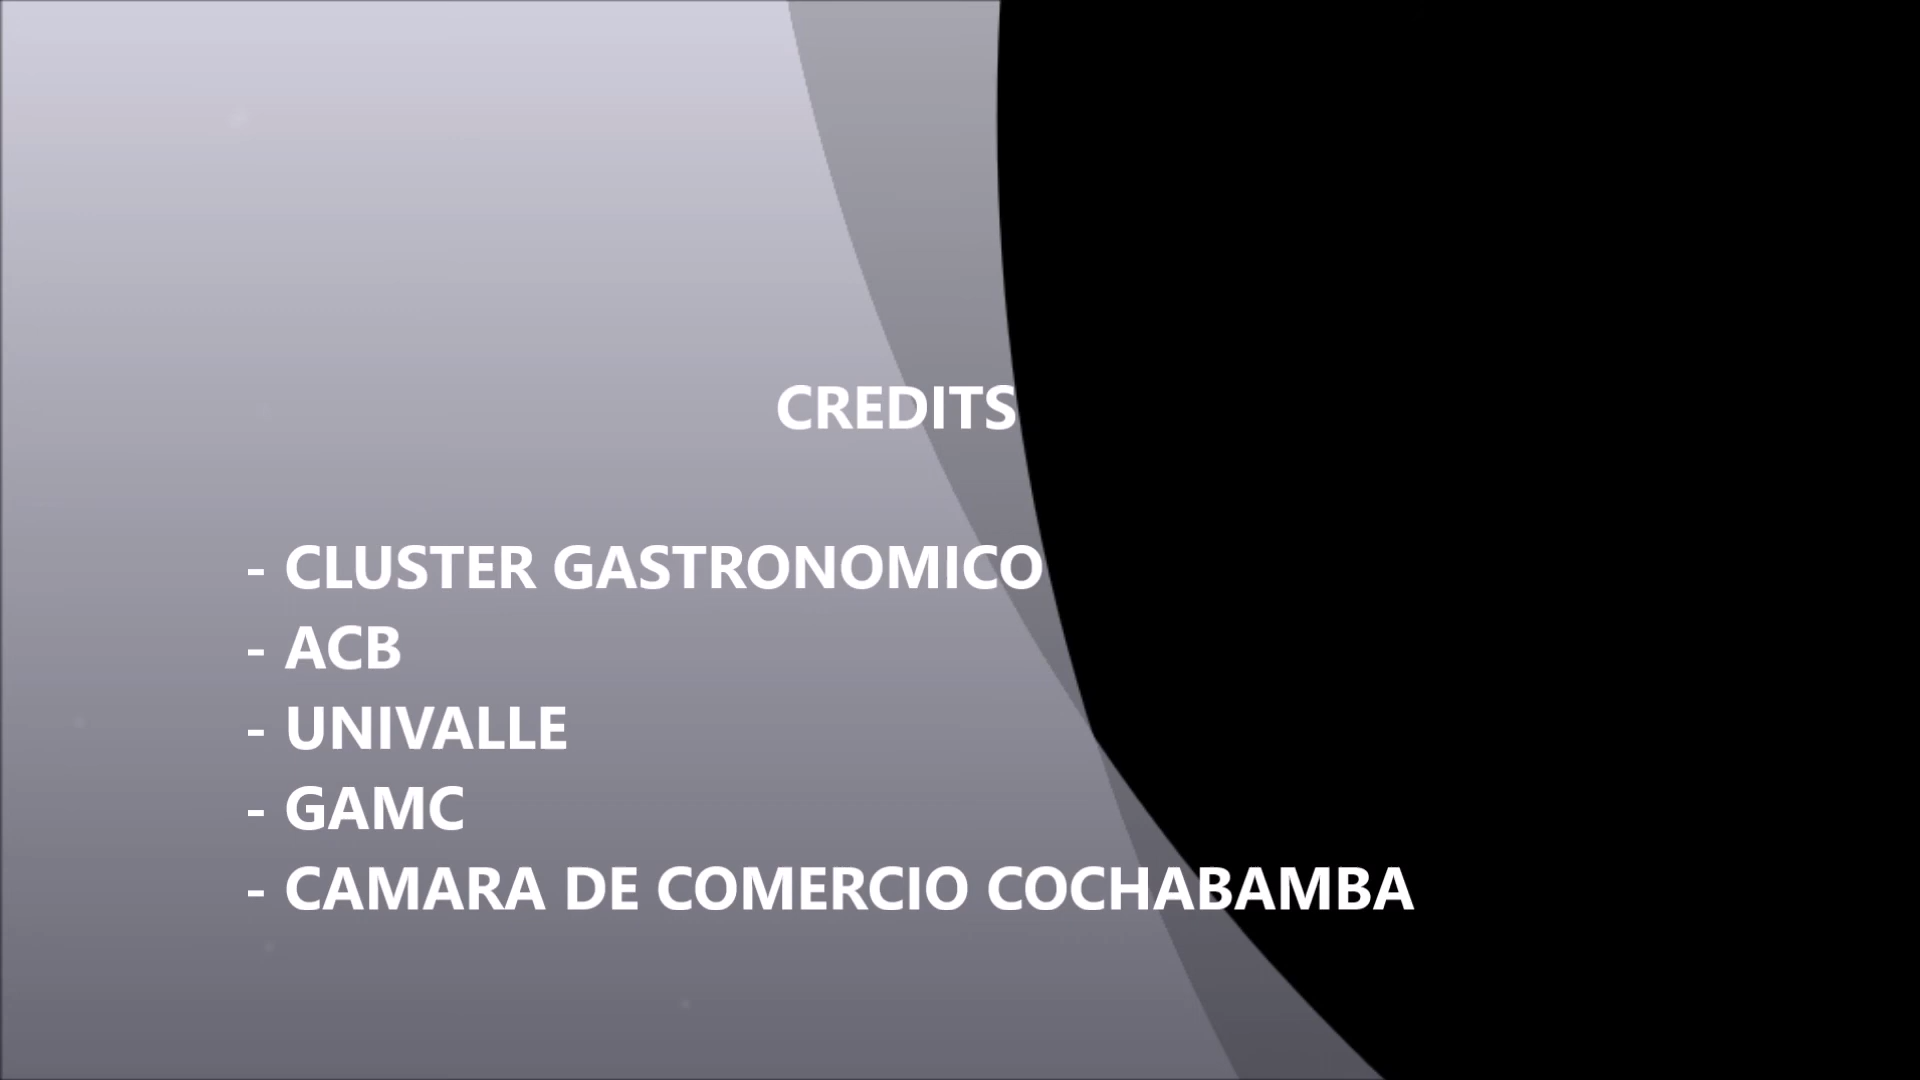 CREDITS
- CLUSTER GASTRONOMICO
- ACB
- UNIVALLE
- GAMC
- CAMARA DE COMERCIO COCHABAMBA